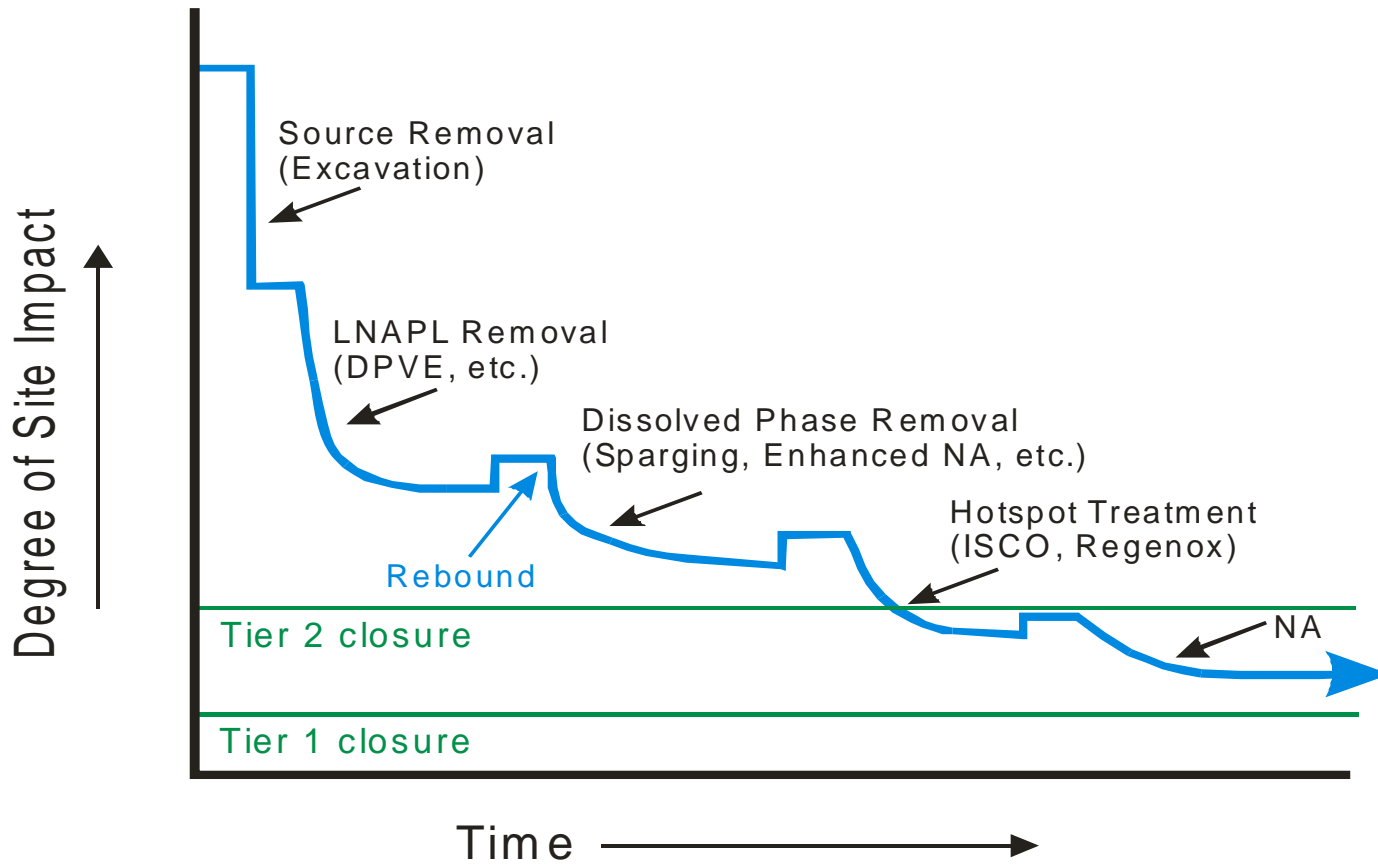 Source Removal
(Excavation)
LNAPL Removal
(DPVE, etc.)
Dissolved Phase Removal
(Sparging, Enhanced NA, etc.)
Hotspot Treatment
(ISCO, Regenox)
Rebound
Tier 2 closure
NA
Tier 1 closure
Degree of Site Impact
Time